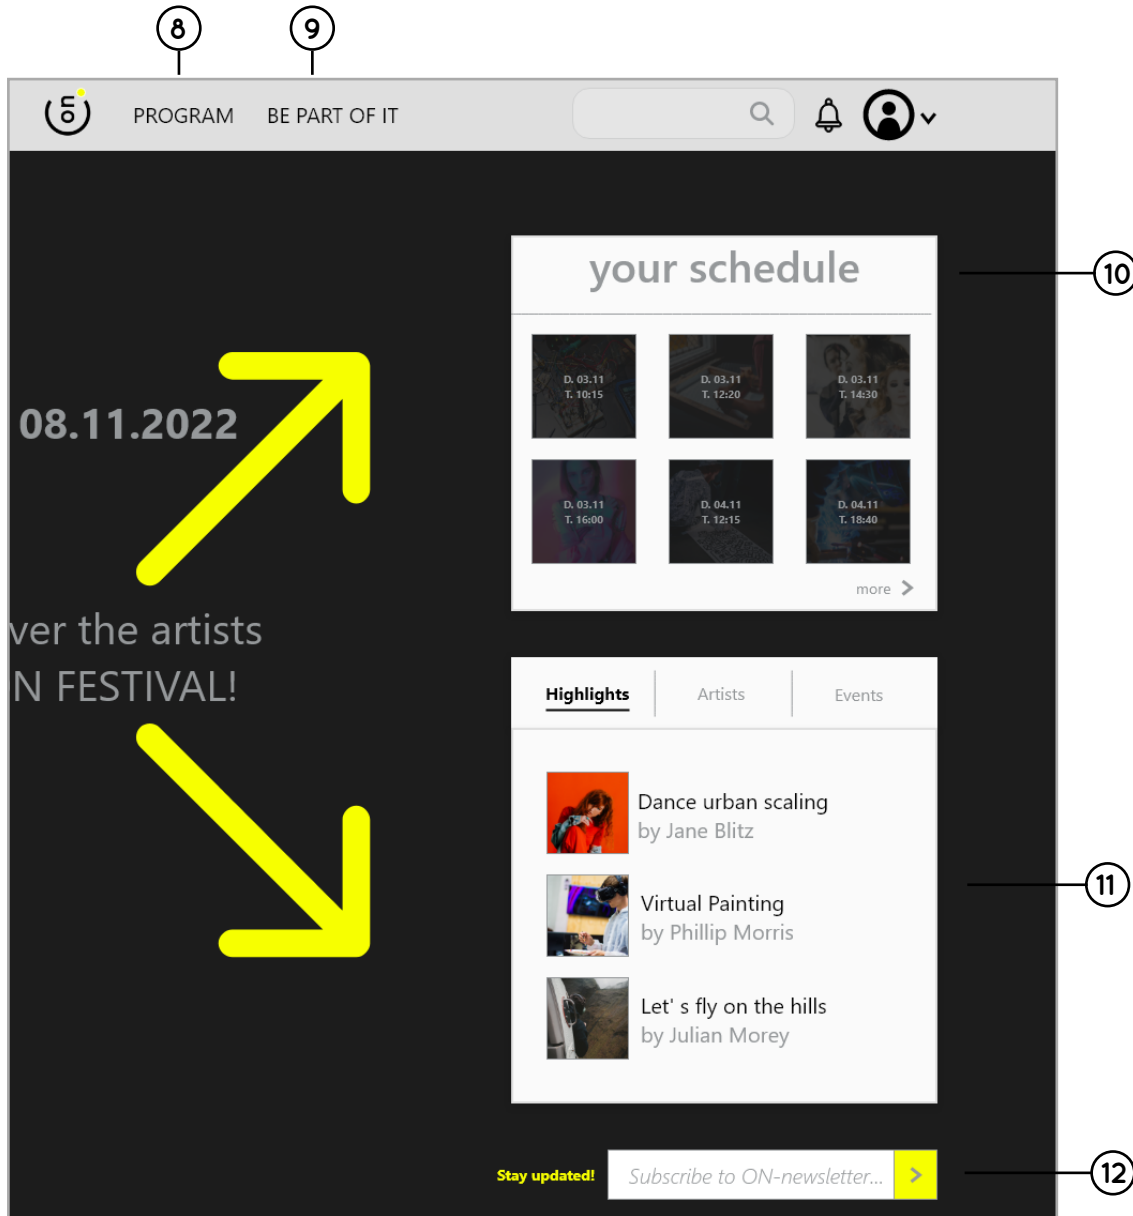 8
9
on
PROGRAM
BE PART OF IT
your schedule
10
D. 03.11
T. 10:15
D. 03.11
T. 12:20
D. 03.11
T. 14:30
08.11.2022
D. 03.11
T. 16:00
D. 04.11
T. 12:15
D. 04.11
T. 18:40
more
ver the artists
N FESTIVAL!
Highlights
Artists
Events
Dance urban scaling
by Jane Blitz
11
Virtual Painting
by Phillip Morris
Let' s fly on the hills
by Julian Morey
Stay updated!
Subscribe to ON-newsletter...
12